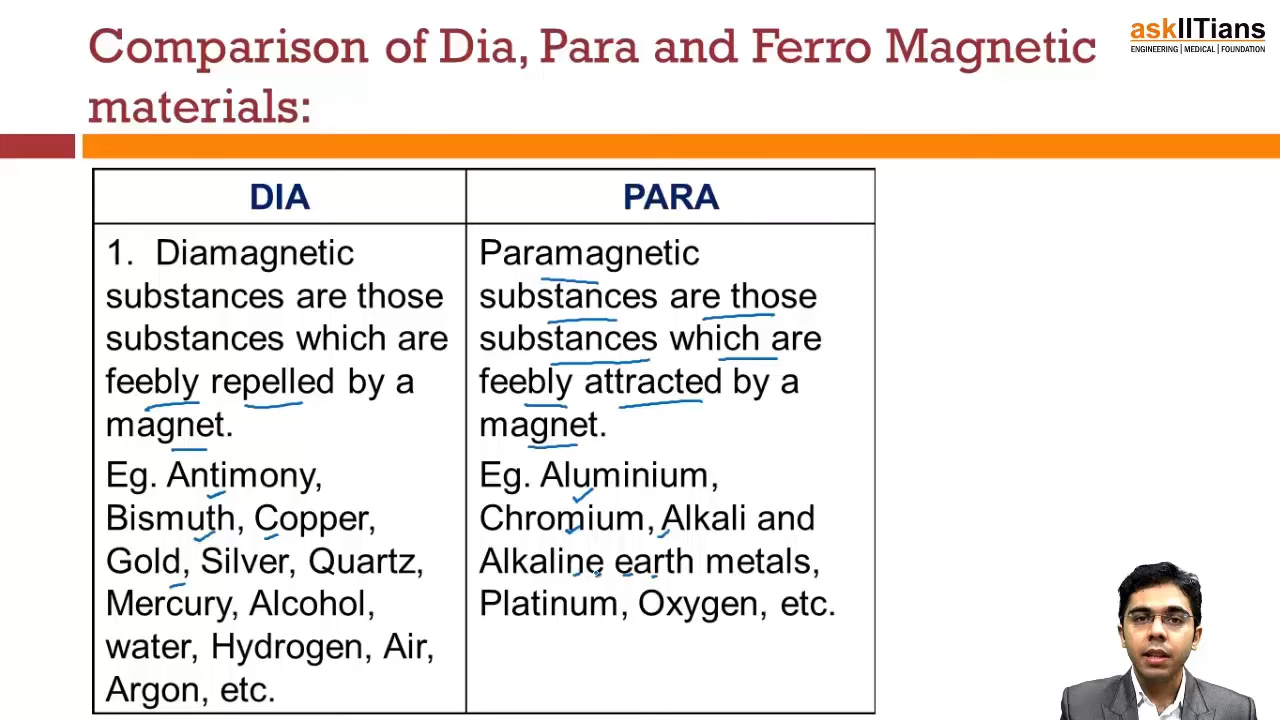 Comparison of Dia, Para and Ferro Magnetic
materials:
askIITians
ENGINEERING | MEDICAL | FOUNDATION
DIA
1. Diamagnetic
substances are those
substances which are
feebly repelled by a
magnet.
Eg. Antimony,
Bismuth, Copper,
Gold, Silver, Quartz,
Mercury, Alcohol,
water, Hydrogen, Air,
Argon, etc.
PARA
Paramagnetic
substances are those
substances which are
feebly attracted by a
magnet.
Eg. Aluminium,
Chromium, Alkali and
Alkaline earth metals,
Platinum, Oxygen, etc.